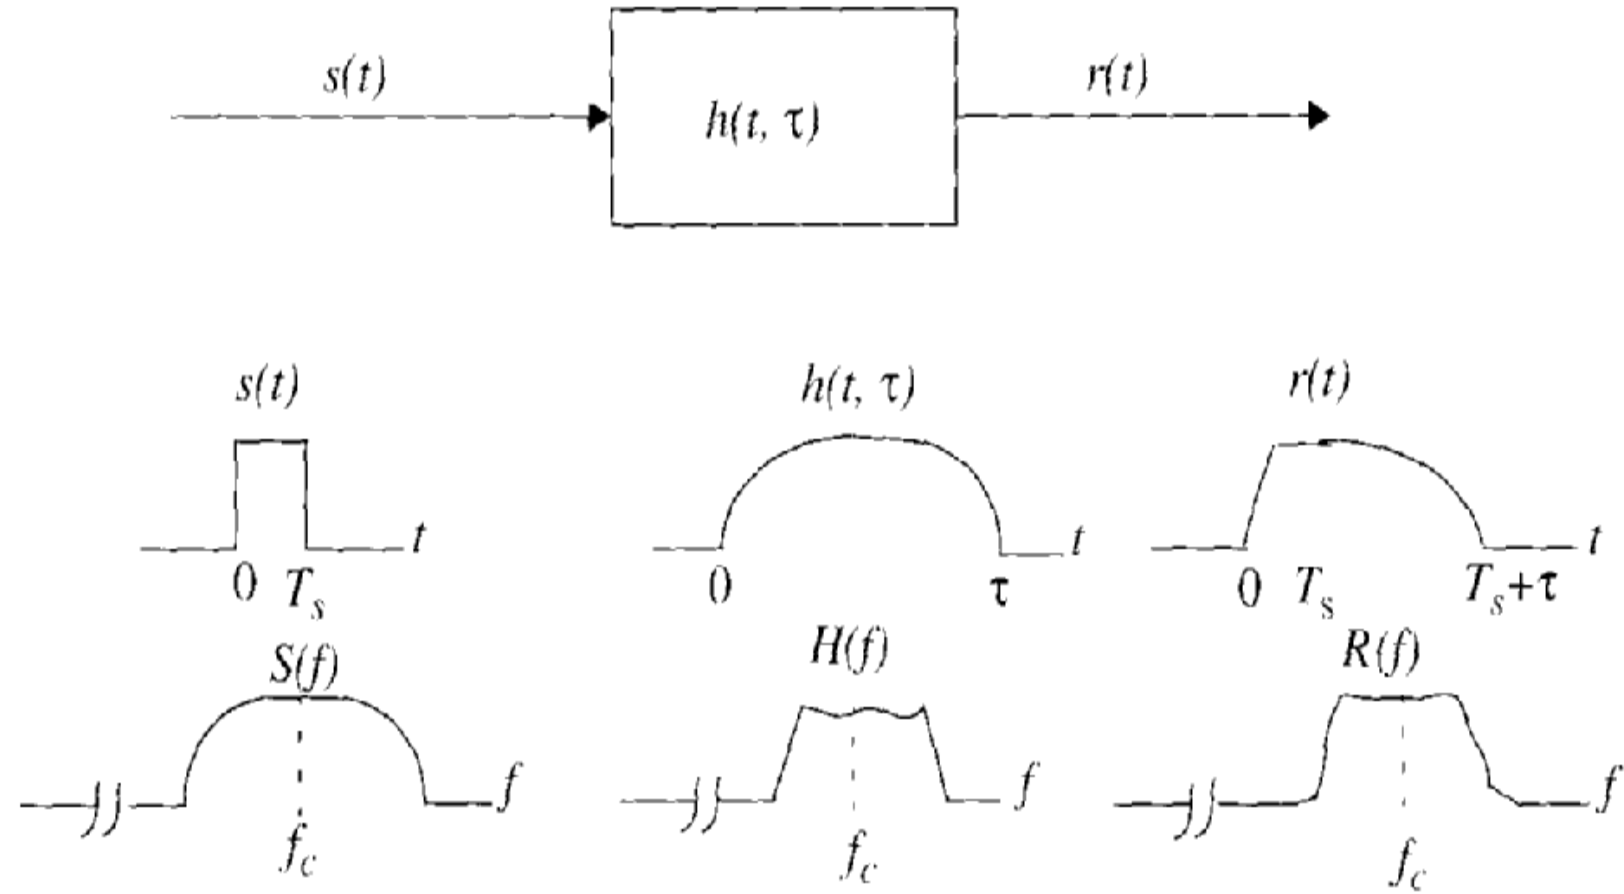 s(t) h(t, τ) r(t)
s(t) h(t, τ) r(t)
t t t
0 T_s 0 τ 0 T_s T_s+τ
S(f) H(f) R(f)
f f f
f_c f_c f_c